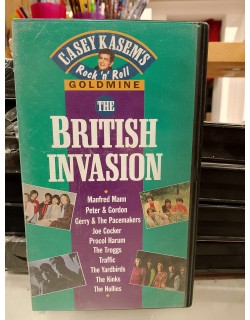 CASEY KASEM'S
Rock 'n' Roll
GOLDMINE
THE
BRITISH
INVASION
Manfred Mann
Peter & Gordon
Gerry & The Pacemakers
Joe Cocker
Procol Harum
The Troggs
Traffic
The Yardbirds
The Kinks
The Hollies